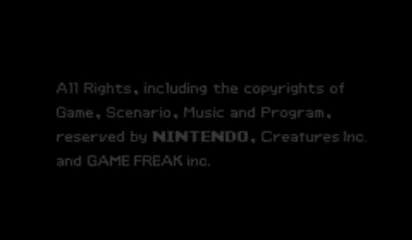 All Rights, including the copyrights of
Game, Scenario, Music and Program,
reserved by NINTENDO, Creatures Inc.
and GAME FREAK inc.